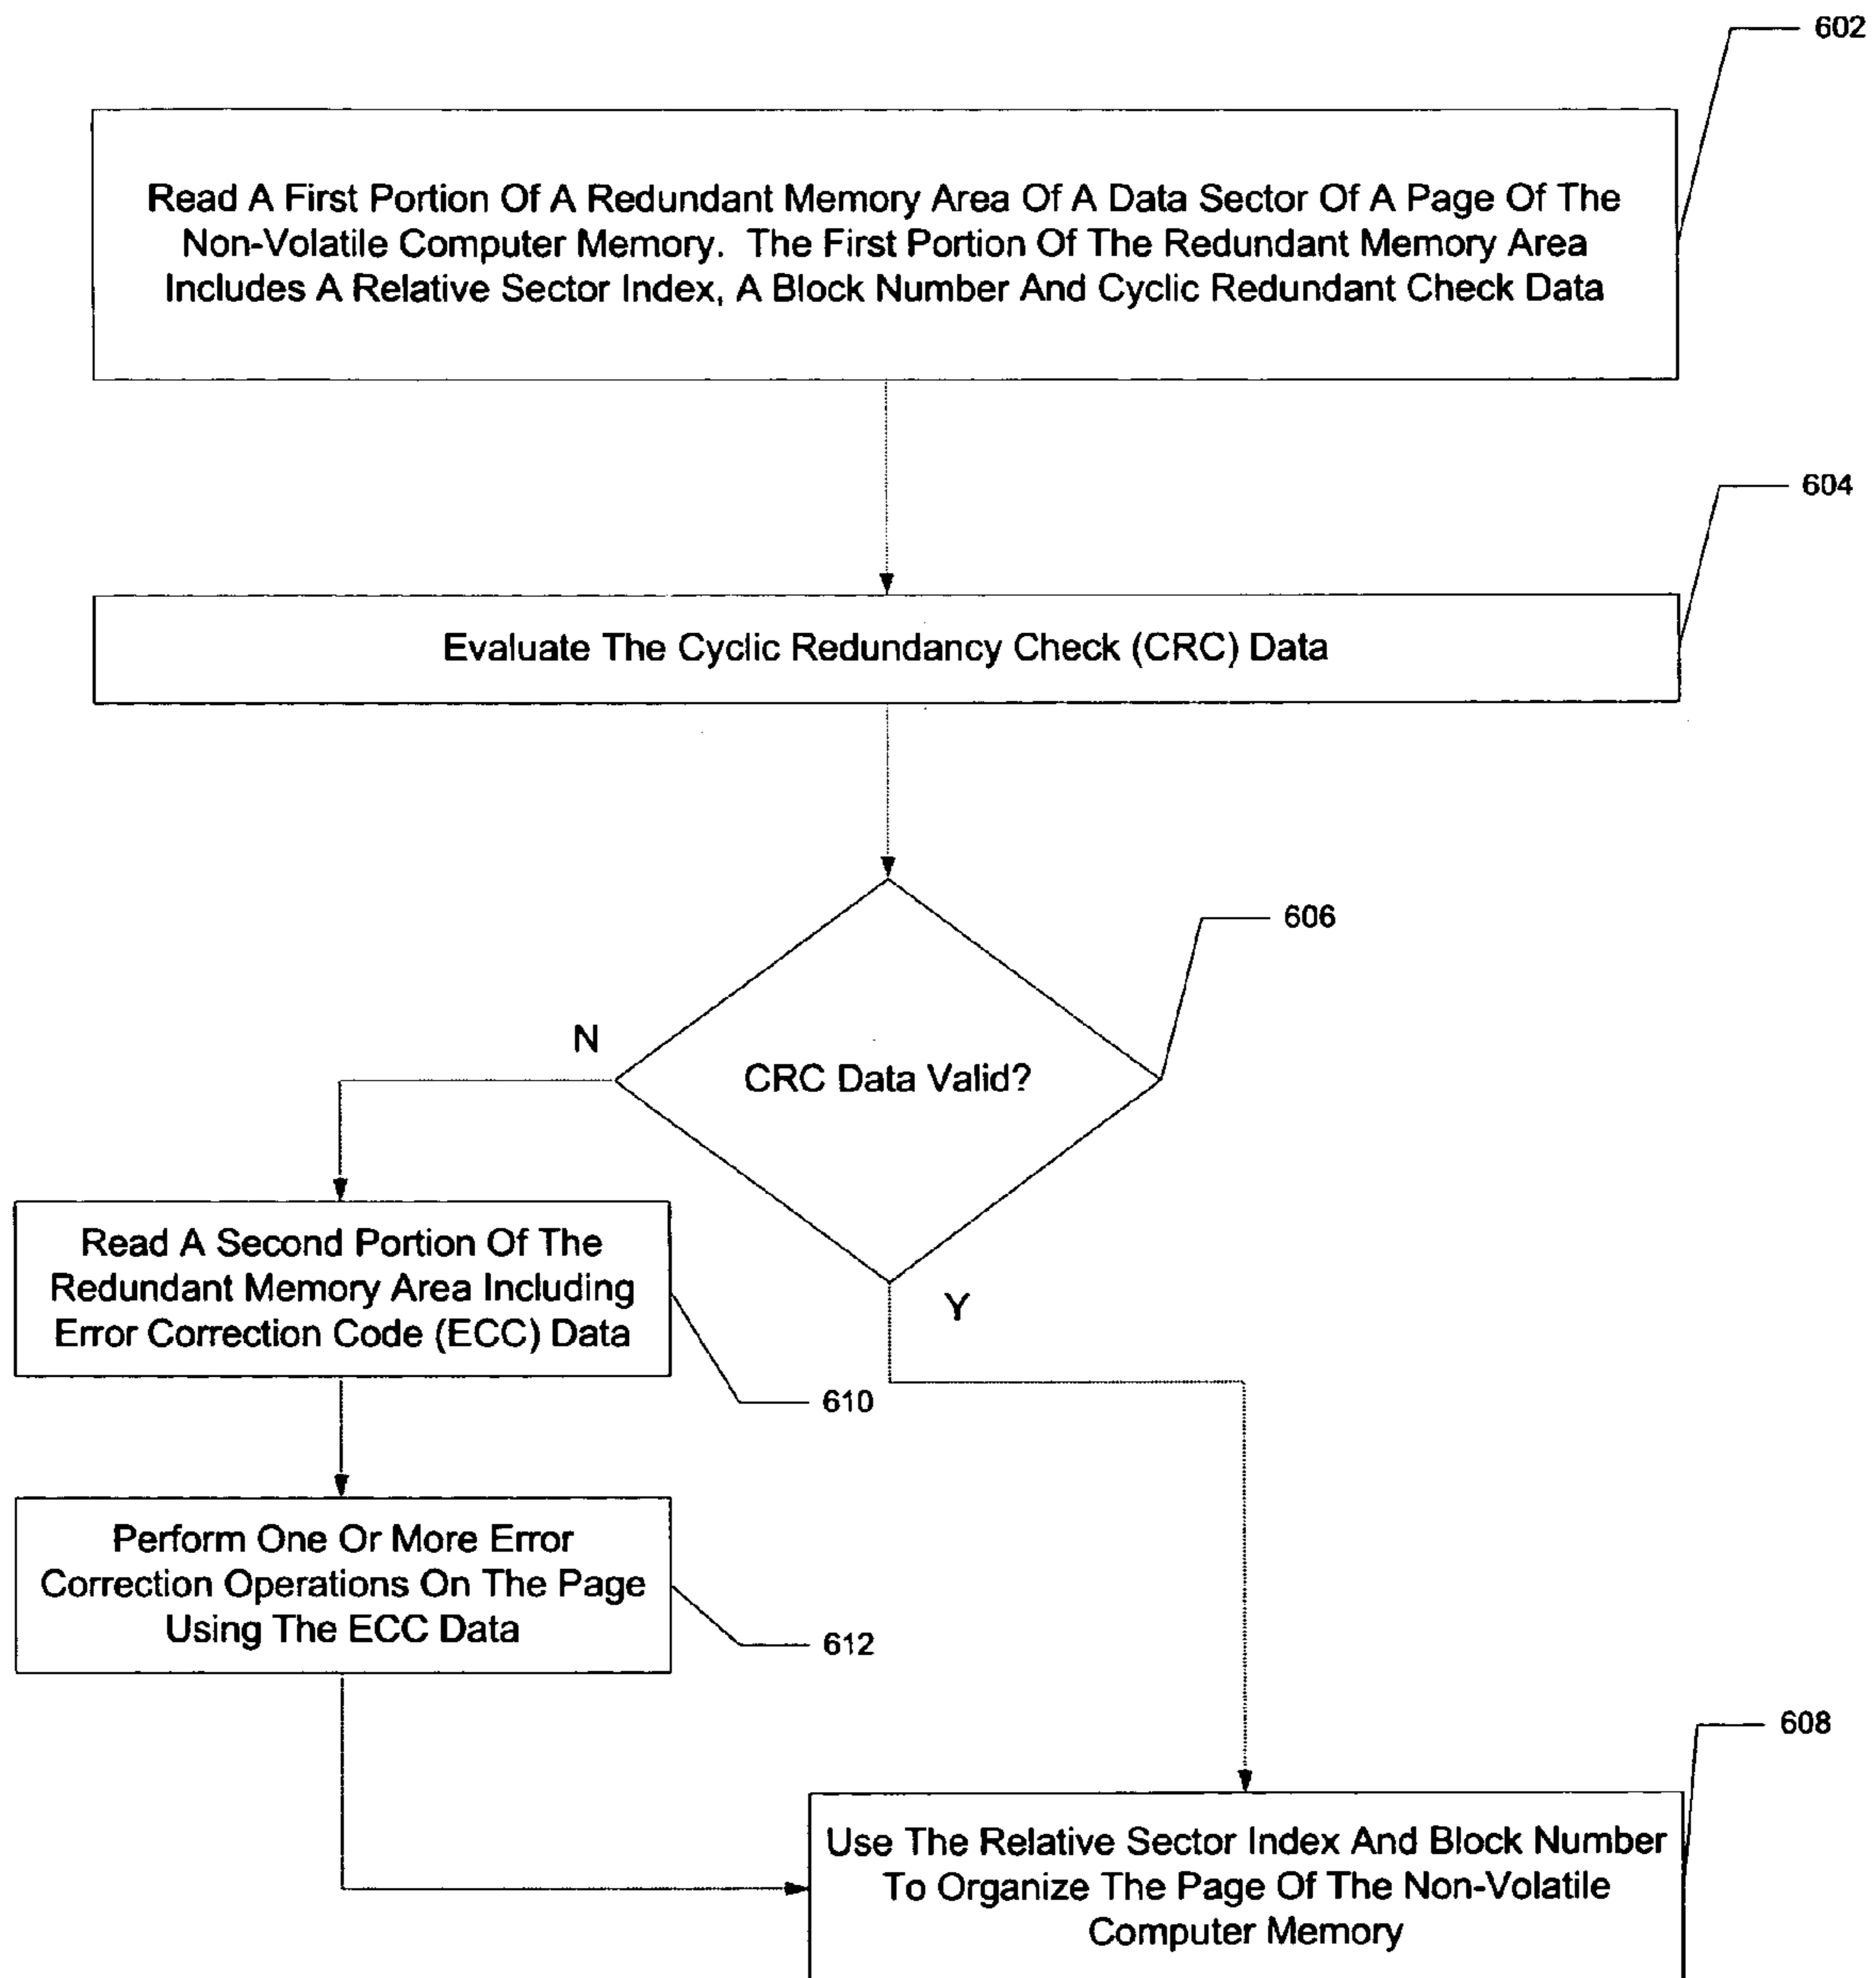 602
Read A First Portion Of A Redundant Memory Area Of A Data Sector Of A Page Of The
Non-Volatile Computer Memory. The First Portion Of The Redundant Memory Area
Includes A Relative Sector Index, A Block Number And Cyclic Redundant Check Data
604
Evaluate The Cyclic Redundancy Check (CRC) Data
606
N
CRC Data Valid?
Y
Read A Second Portion Of The
Redundant Memory Area Including
Error Correction Code (ECC) Data
610
Perform One Or More Error
Correction Operations On The Page
Using The ECC Data
612
608
Use The Relative Sector Index And Block Number
To Organize The Page Of The Non-Volatile
Computer Memory